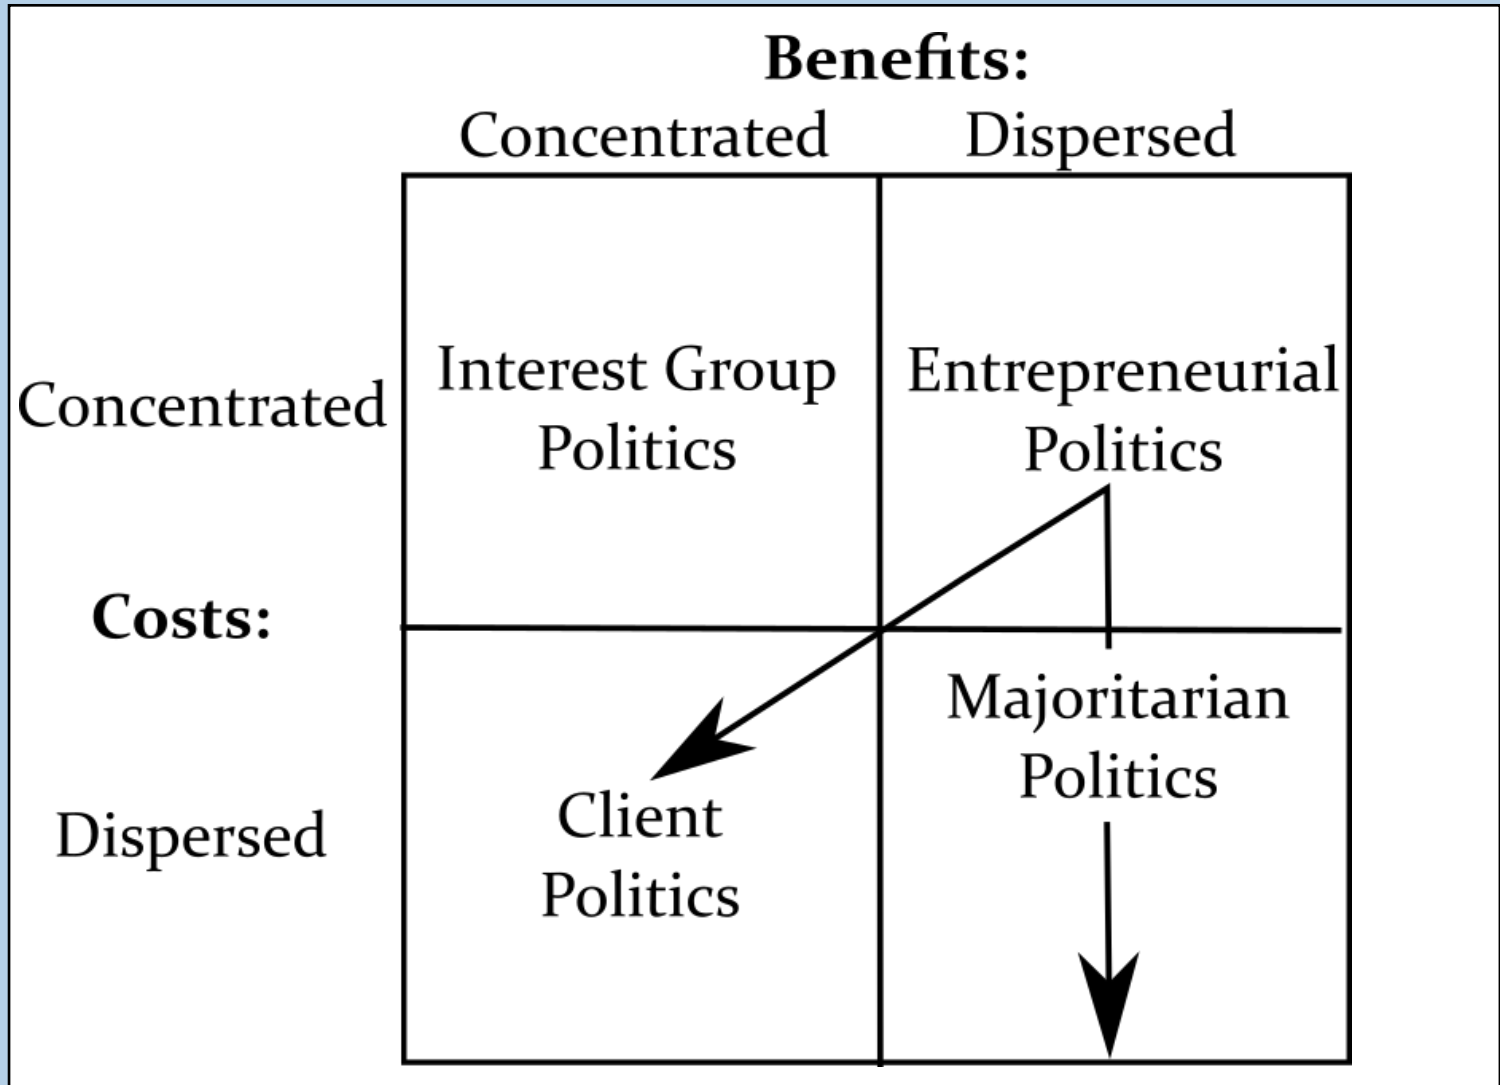 Benefits:
Concentrated Dispersed
Concentrated
Interest Group
Politics
Entrepreneurial
Politics
Costs:
Dispersed
Client
Politics
Majoritarian
Politics